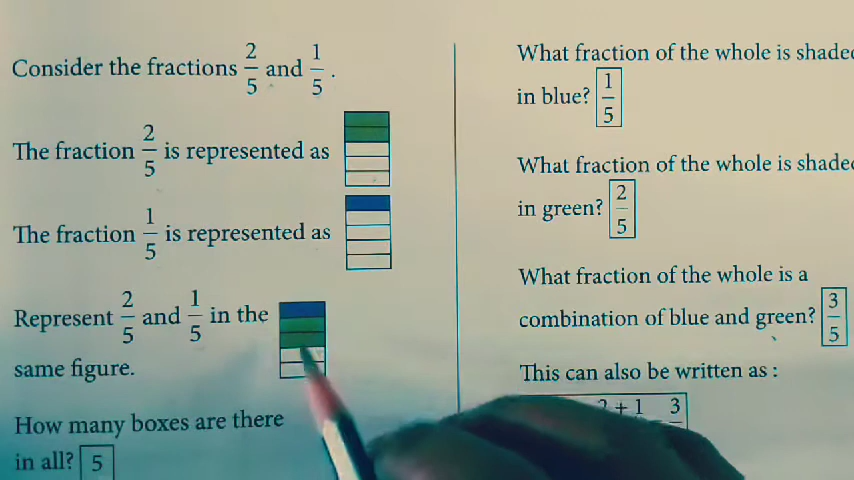 Consider the fractions 2/5 and 1/5 .
The fraction 2/5 is represented as
The fraction 1/5 is represented as
Represent 2/5 and 1/5 in the
same figure.
How many boxes are there
in all? 5
What fraction of the whole is shaded
in blue? 1/5
What fraction of the whole is shaded
in green? 2/5
What fraction of the whole is a
combination of blue and green? 3/5
This can also be written as :
2 + 1 3